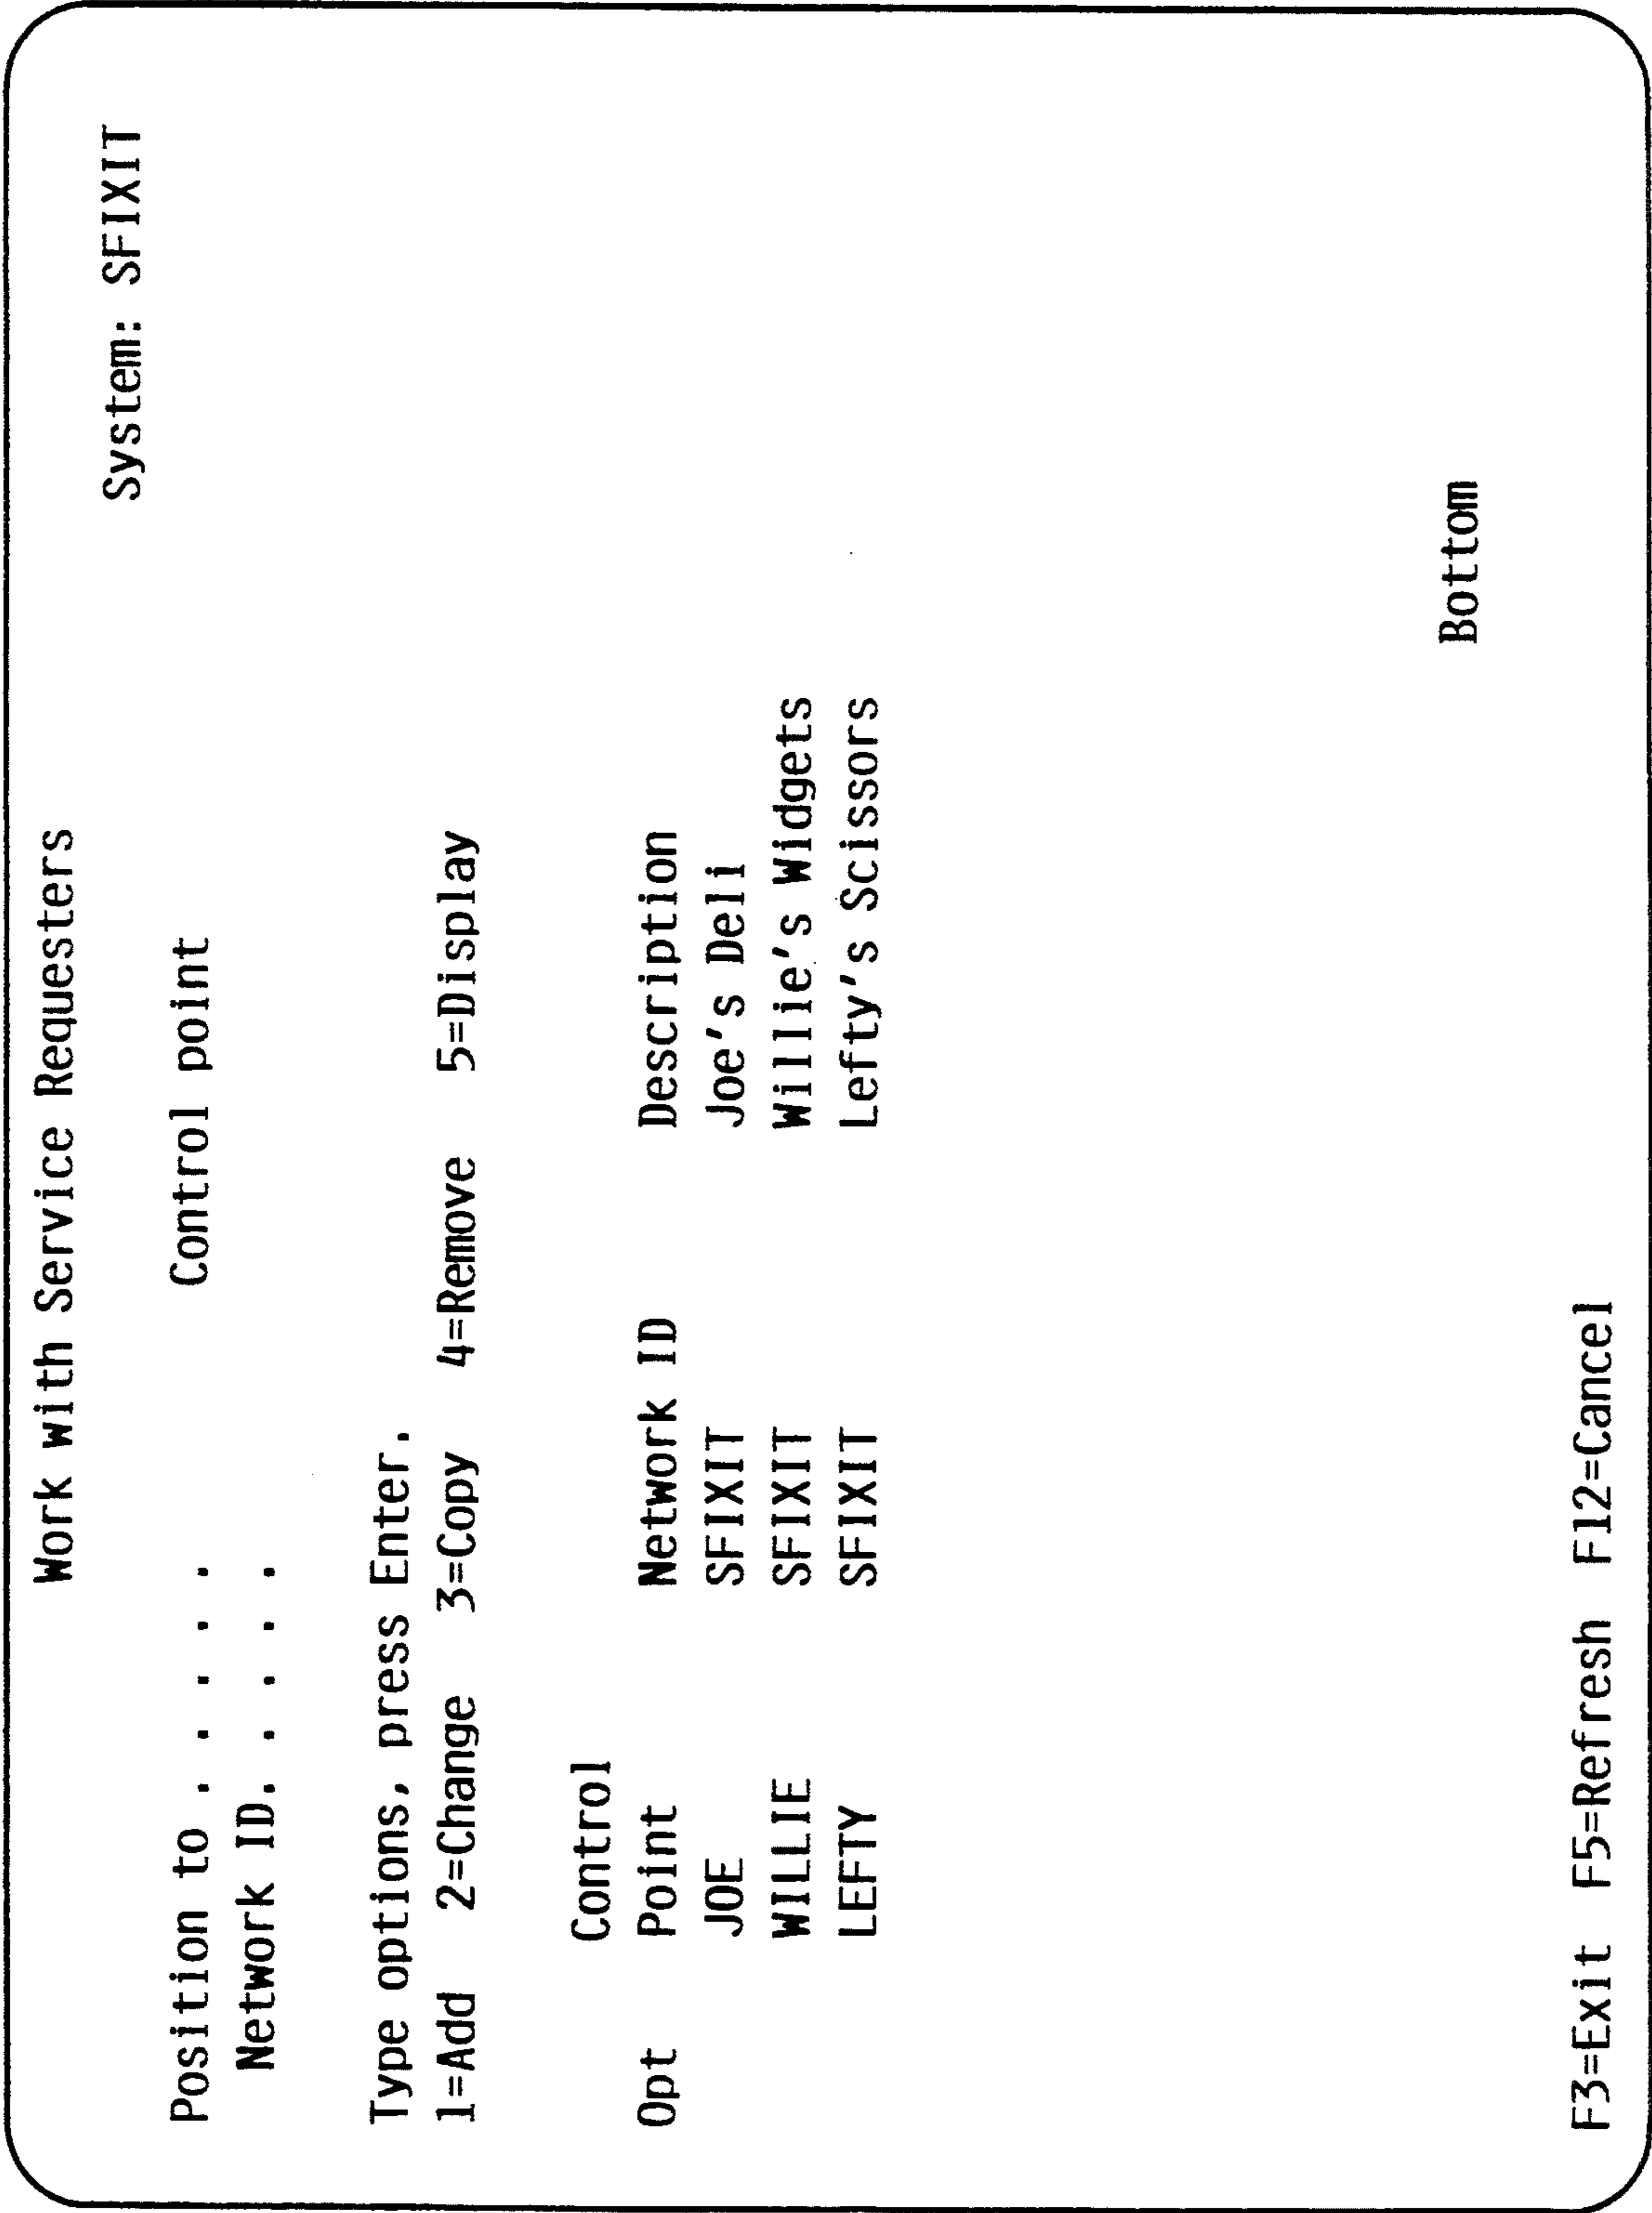 Work with Service Requesters
System: SFIXIT
Position to . . . . . Control point
Network ID. . . . .
Type options, press Enter.
1=Add 2=Change 3=Copy 4=Remove 5=Display
Control
Opt Point Network ID Description
JOE SFIXIT Joe's Deli
WILLIE SFIXIT Willie's Widgets
LEFTY SFIXIT Lefty's Scissors
Bottom
F3=Exit F5=Refresh F12=Cancel